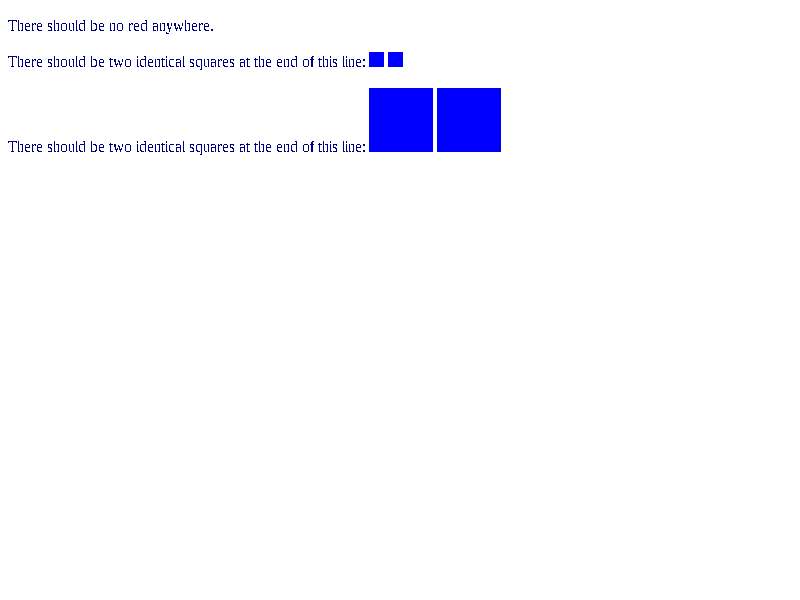 There should be no red anywhere.
There should be two identical squares at the end of this line:
There should be two identical squares at the end of this line: